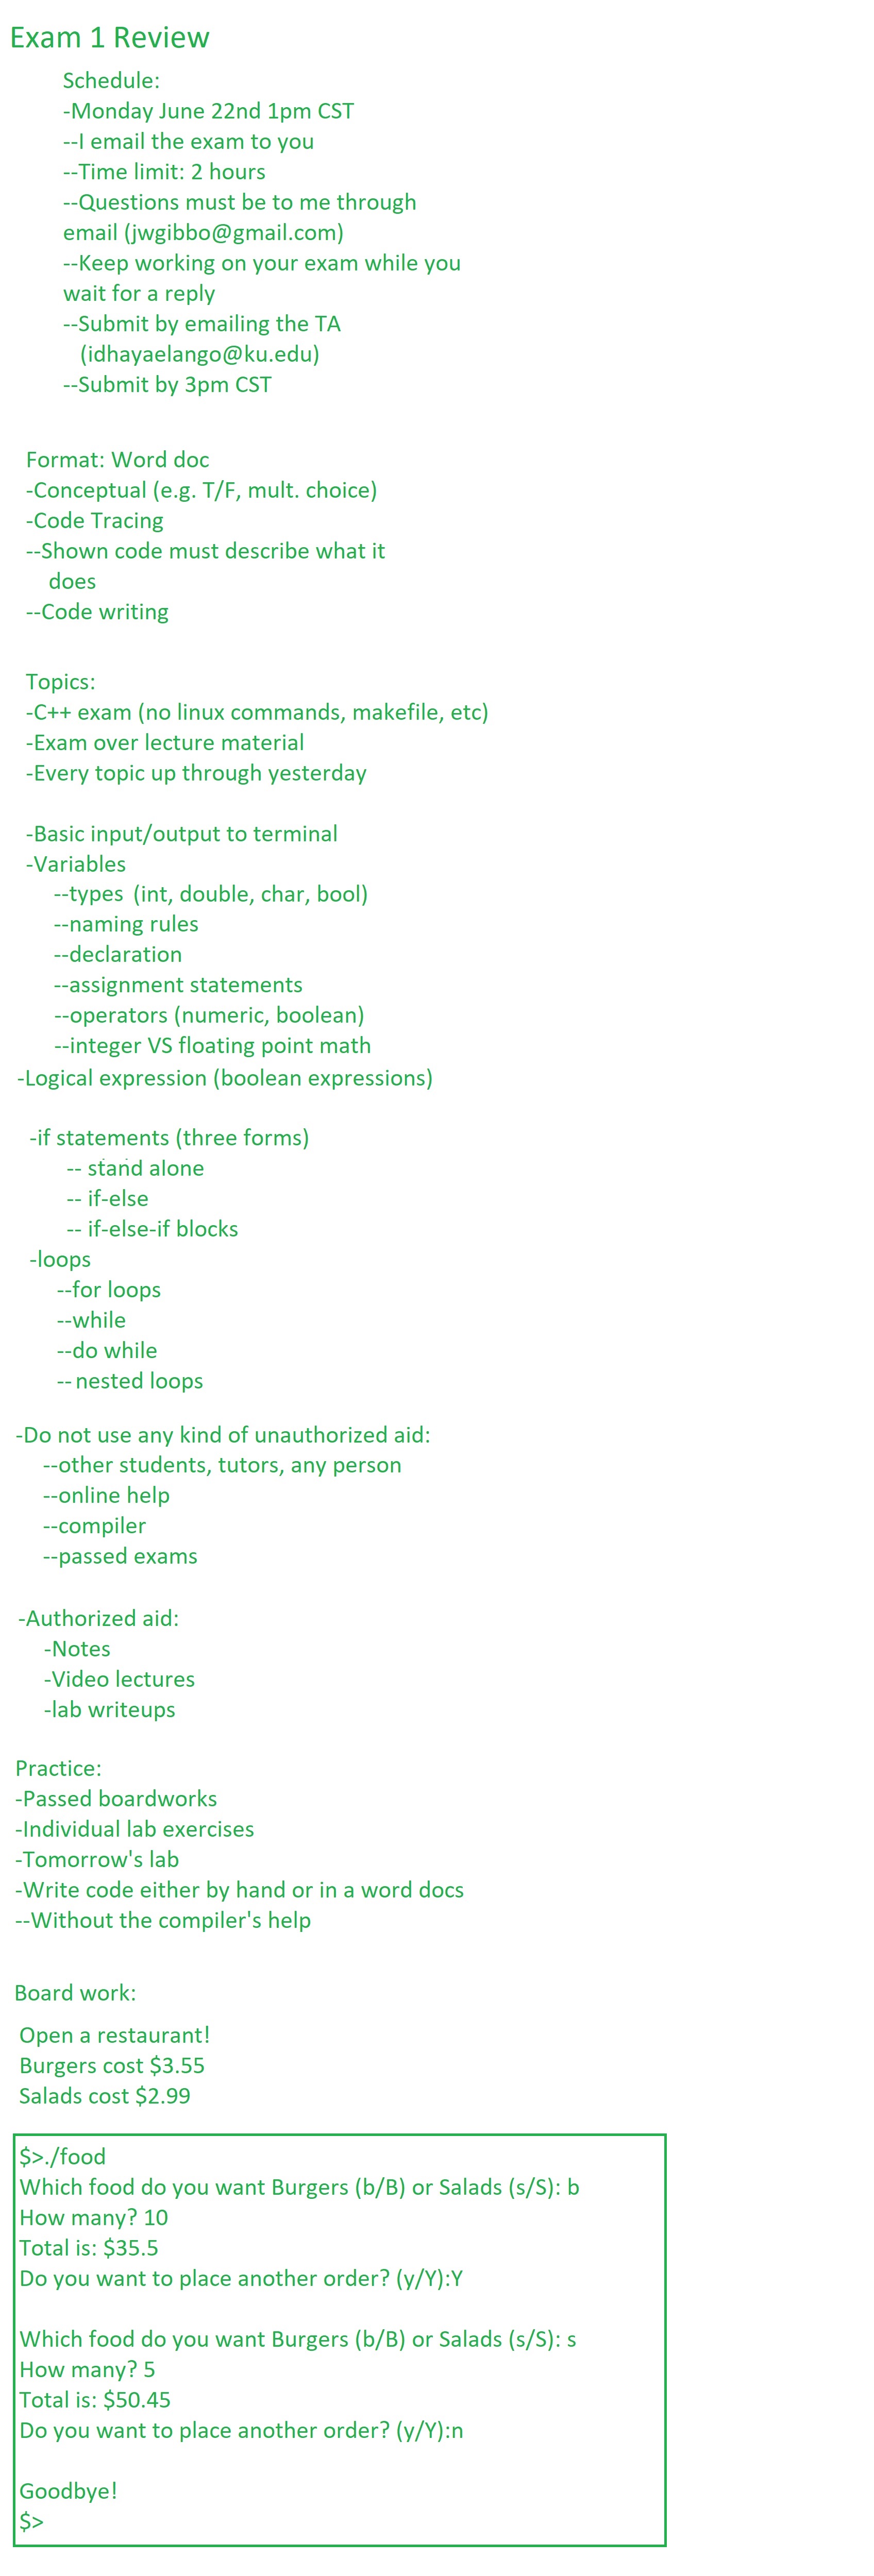 Exam 1 Review
Schedule:
-Monday June 22nd 1pm CST
--I email the exam to you
--Time limit: 2 hours
--Questions must be to me through
email (jwgibbo@gmail.com)
--Keep working on your exam while you
wait for a reply
--Submit by emailing the TA
(idhayaelango@ku.edu)
--Submit by 3pm CST
Format: Word doc
-Conceptual (e.g. T/F, mult. choice)
-Code Tracing
--Shown code must describe what it
does
--Code writing
Topics:
-C++ exam (no linux commands, makefile, etc)
-Exam over lecture material
-Every topic up through yesterday
-Basic input/output to terminal
-Variables
--types (int, double, char, bool)
--naming rules
--declaration
--assignment statements
--operators (numeric, boolean)
--integer VS floating point math
-Logical expression (boolean expressions)
-if statements (three forms)
-- stand alone
-- if-else
-- if-else-if blocks
-loops
--for loops
--while
--do while
--nested loops
-Do not use any kind of unauthorized aid:
--other students, tutors, any person
--online help
--compiler
--passed exams
-Authorized aid:
-Notes
-Video lectures
-lab writeups
Practice:
-Passed boardworks
-Individual lab exercises
-Tomorrow's lab
-Write code either by hand or in a word docs
--Without the compiler's help
Board work:
Open a restaurant!
Burgers cost $3.55
Salads cost $2.99
$>./food
Which food do you want Burgers (b/B) or Salads (s/S): b
How many? 10
Total is: $35.5
Do you want to place another order? (y/Y):Y
Which food do you want Burgers (b/B) or Salads (s/S): s
How many? 5
Total is: $50.45
Do you want to place another order? (y/Y):n
Goodbye!
$>